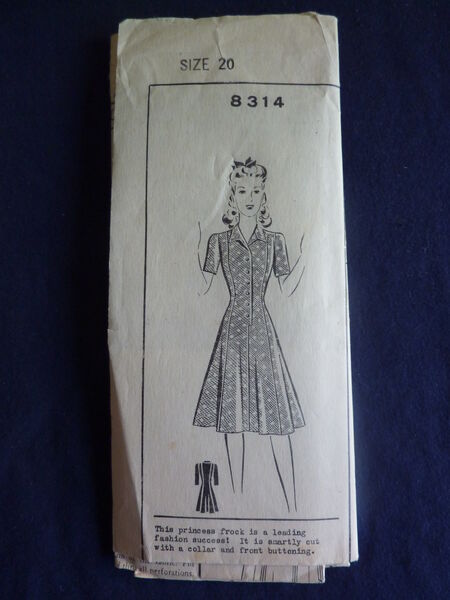 SIZE 20
8314
This princess frock is a leading
fashion success! It is smartly cut
with a collar and front buttening.
perforations.